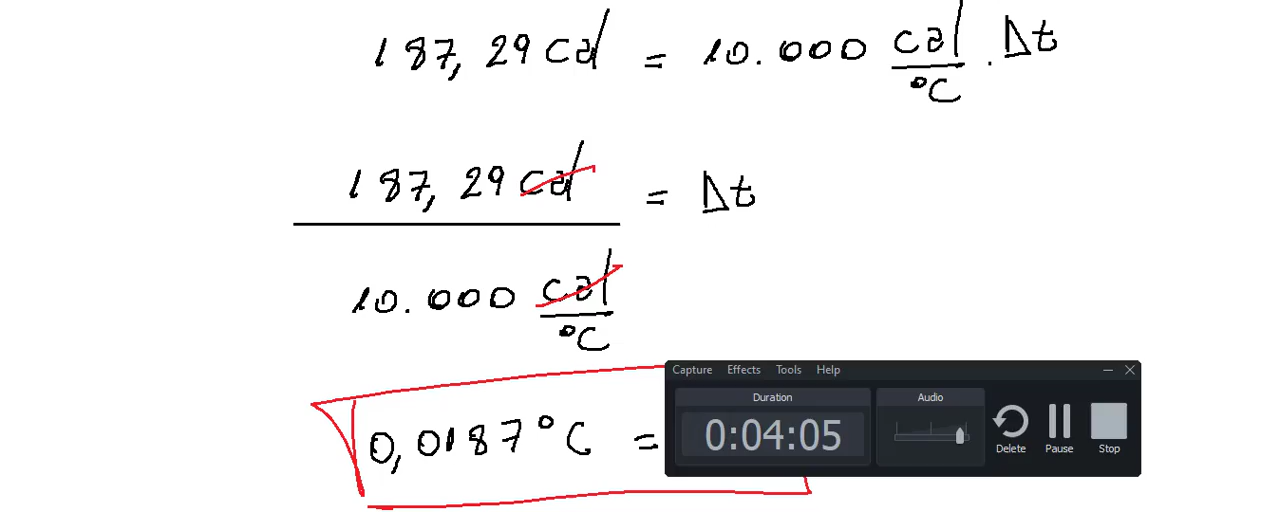 187,29 cal = 10.000 cal/°C . Δt
187,29 cal = Δt
10.000 cal/°C
0,0187 °C =
Capture Effects Tools Help
Duration
Audio
0:04:05
Delete Pause Stop